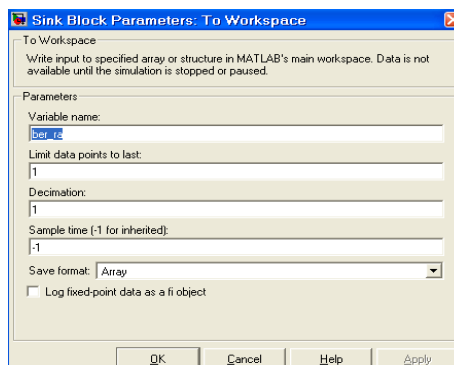 Sink Block Parameters: To Workspace
To Workspace
Write input to specified array or structure in MATLAB's main workspace. Data is not
available until the simulation is stopped or paused.
Parameters
Variable name:
ber_ra
Limit data points to last:
1
Decimation:
1
Sample time (-1 for inherited):
-1
Save format: Array
Log fixed-point data as a fi object
OK Cancel Help Apply